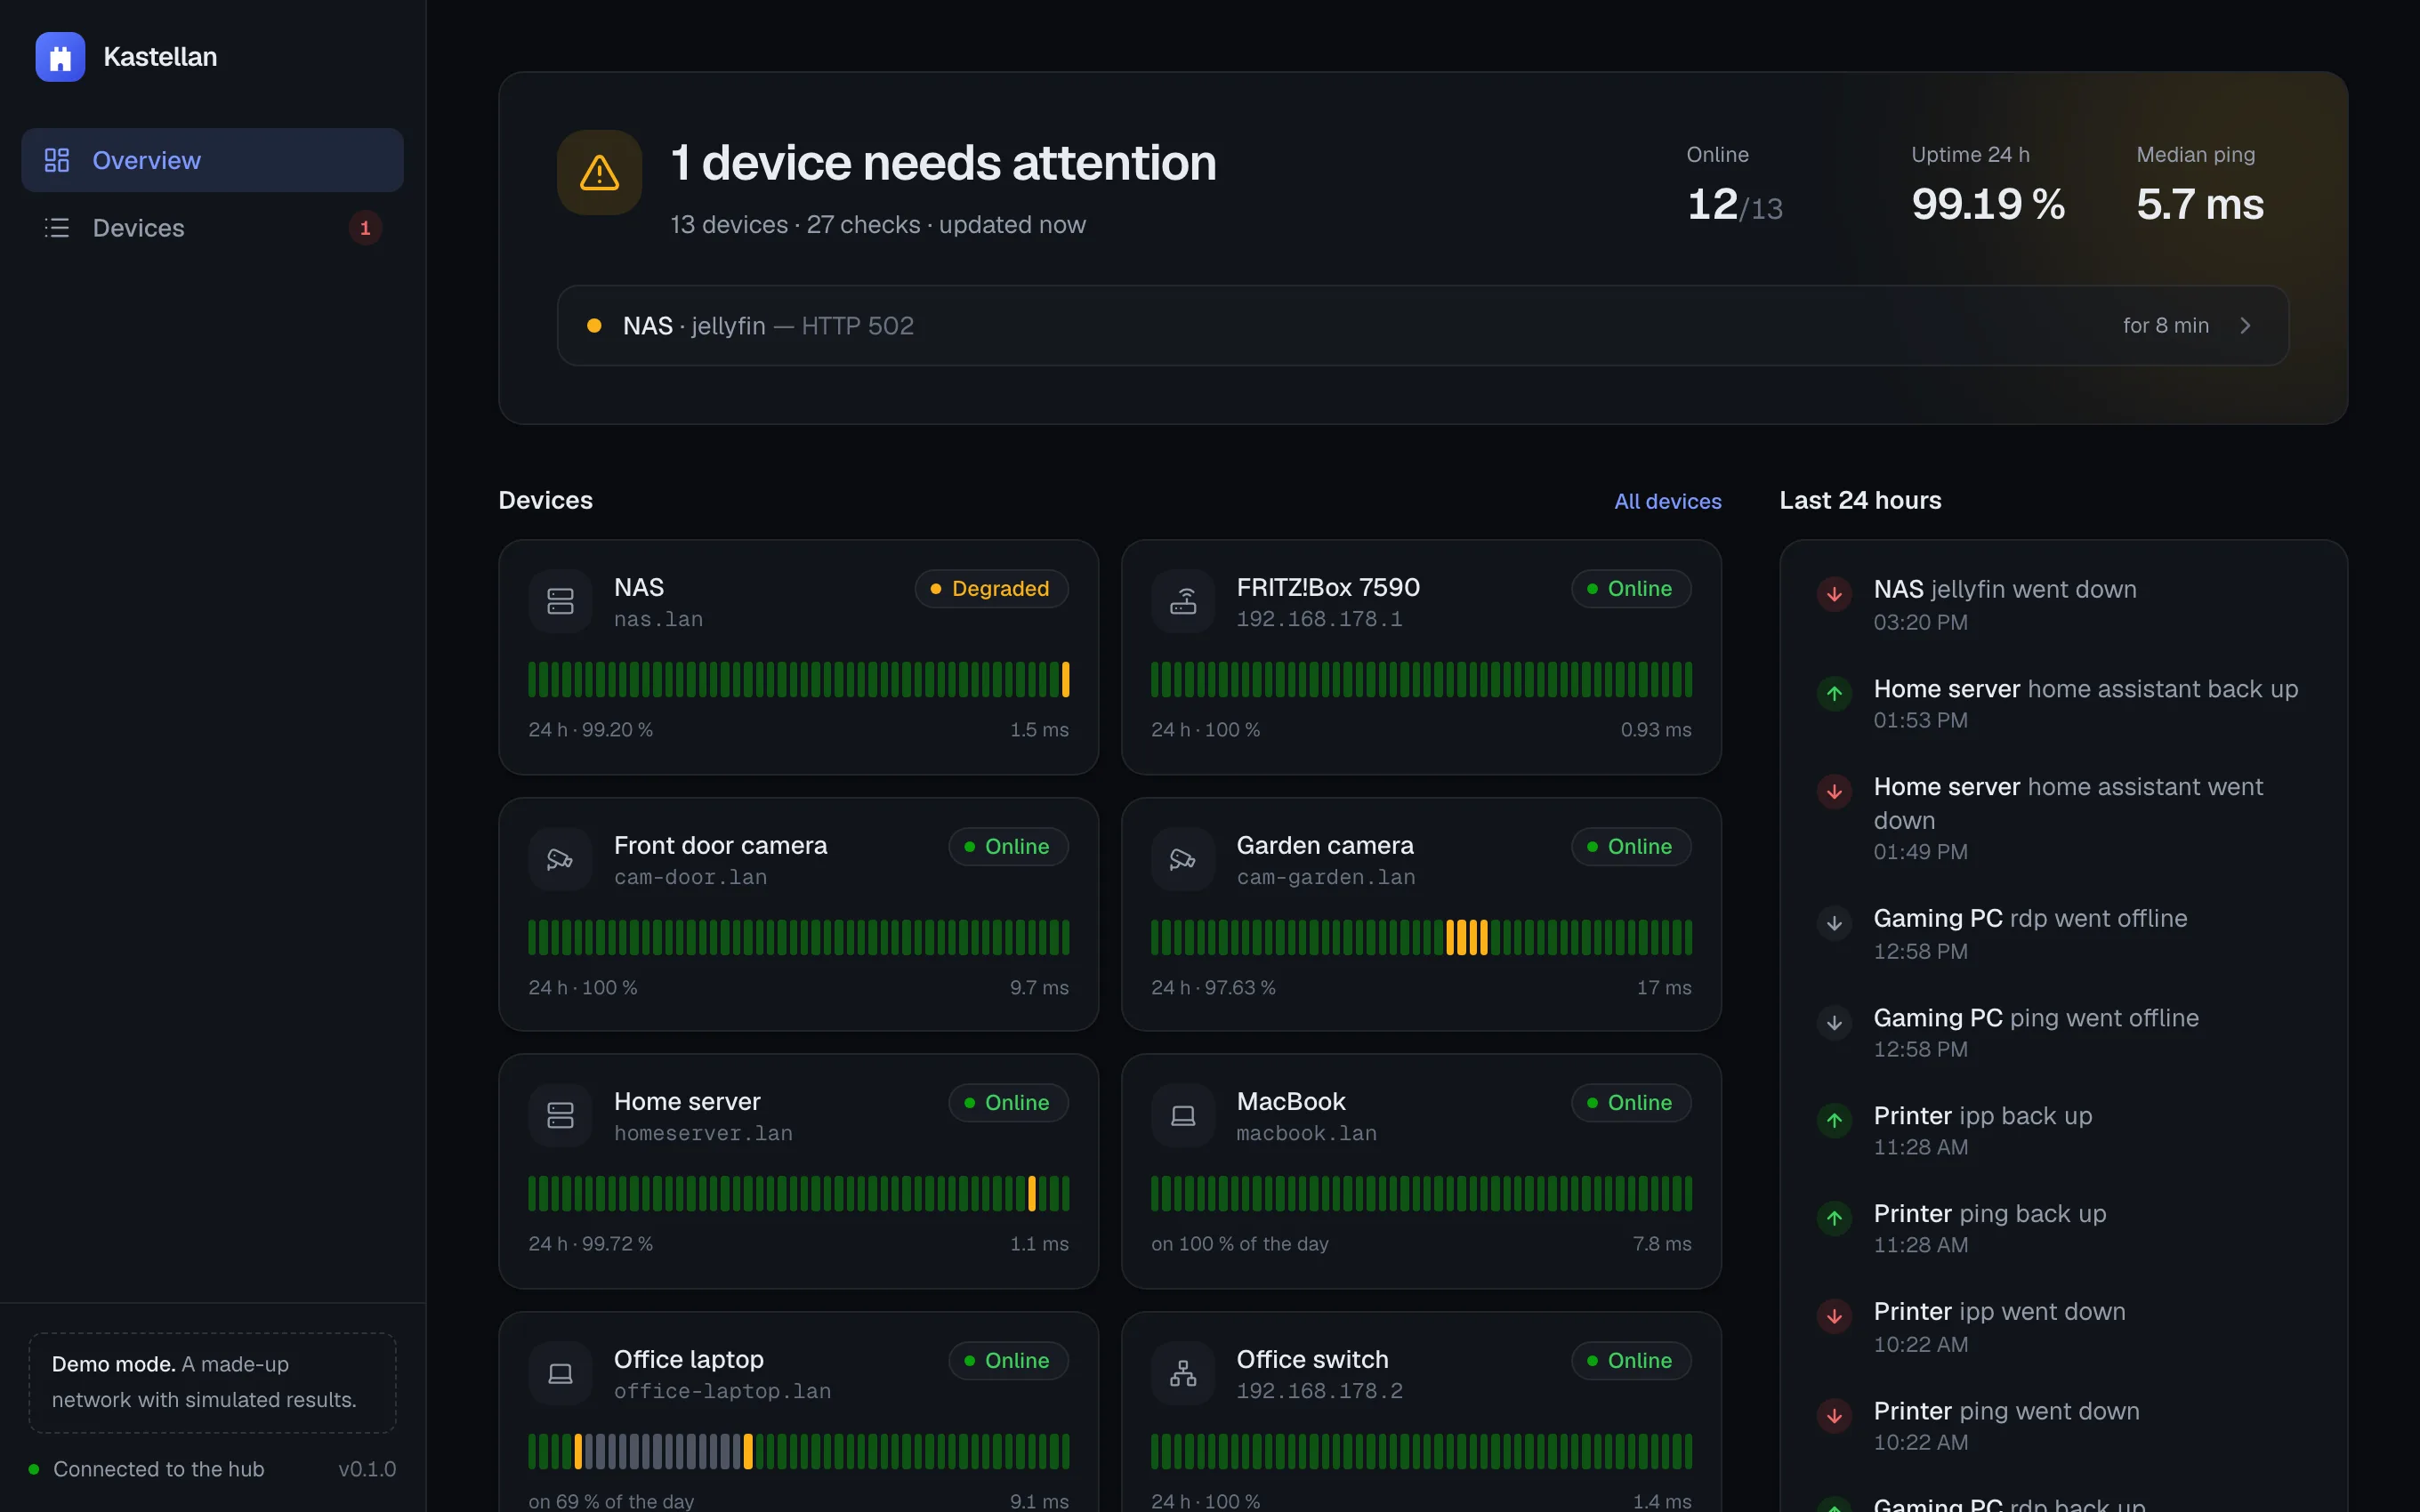 Kastellan
Overview
Devices
1
Demo mode. A made-up
network with simulated results.
Connected to the hub
v0.1.0
1 device needs attention
13 devices · 27 checks · updated now
Online
12/13
Uptime 24 h
99.19 %
Median ping
5.7 ms
NAS · jellyfin — HTTP 502
for 8 min
Devices
All devices
NAS
nas.lan
Degraded
24 h · 99.20 %
1.5 ms
FRITZ!Box 7590
192.168.178.1
Online
24 h · 100 %
0.93 ms
Front door camera
cam-door.lan
Online
24 h · 100 %
9.7 ms
Garden camera
cam-garden.lan
Online
24 h · 97.63 %
17 ms
Home server
homeserver.lan
Online
24 h · 99.72 %
1.1 ms
MacBook
macbook.lan
Online
on 100 % of the day
7.8 ms
Office laptop
office-laptop.lan
Online
on 69 % of the day
9.1 ms
Office switch
192.168.178.2
Online
24 h · 100 %
1.4 ms
Last 24 hours
NAS jellyfin went down
03:20 PM
Home server home assistant back up
01:53 PM
Home server home assistant went
down
01:49 PM
Gaming PC rdp went offline
12:58 PM
Gaming PC ping went offline
12:58 PM
Printer ipp back up
11:28 AM
Printer ping back up
11:28 AM
Printer ipp went down
10:22 AM
Printer ping went down
10:22 AM
Gaming PC rdp back up